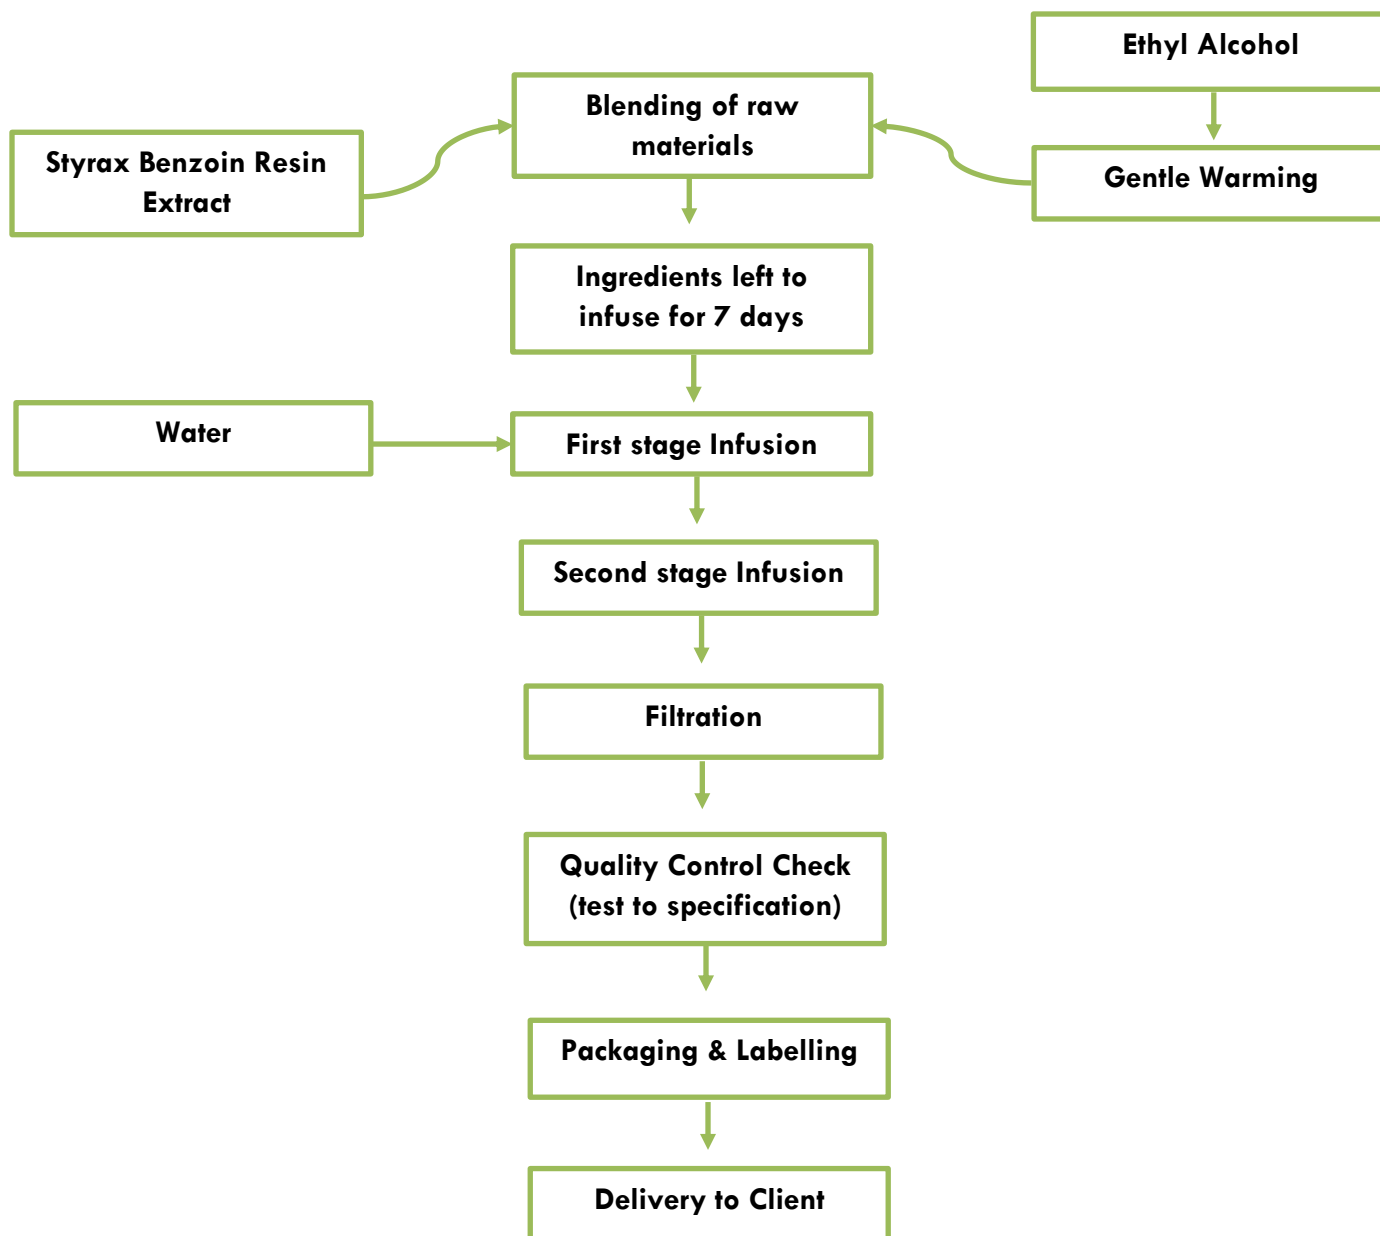 Ethyl Alcohol
Blending of raw
materials
Styrax Benzoin Resin
Extract
Gentle Warming
Ingredients left to
infuse for 7 days
Water
First stage Infusion
Second stage Infusion
Filtration
Quality Control Check
(test to specification)
Packaging & Labelling
Delivery to Client